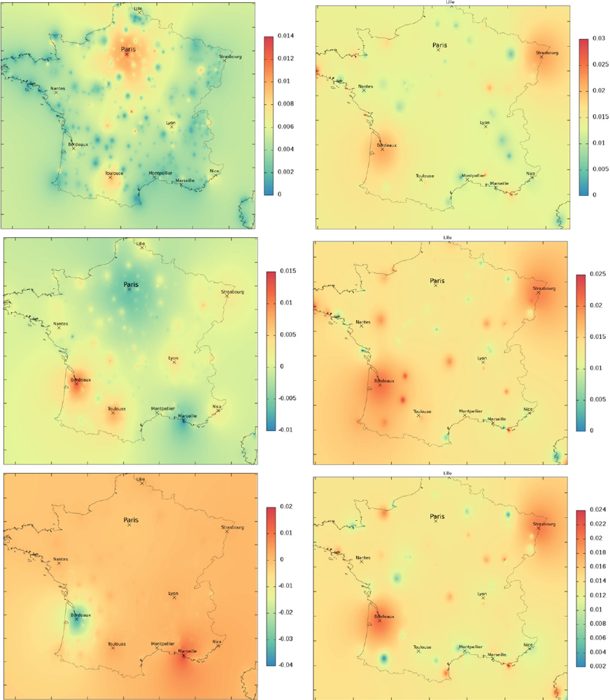 Lille
Paris
Strasbourg
Nantes
Lyon
Bordeaux
Toulouse
Montpellier
Nice
Marseille
0.014
0.012
0.010
0.008
0.006
0.004
0.002
0
Lille
Paris
Strasbourg
Nantes
Lyon
Bordeaux
Toulouse
Montpellier
Nice
Marseille
0.03
0.025
0.02
0.015
0.01
0.005
Lille
Paris
Strasbourg
Nantes
Lyon
Bordeaux
Toulouse
Montpellier
Nice
Marseille
0.015
0.01
0.005
0
-0.005
-0.01
Lille
Paris
Strasbourg
Nantes
Lyon
Bordeaux
Toulouse
Montpellier
Nice
Marseille
0.025
0.02
0.015
0.01
0.005
0
Lille
Paris
Strasbourg
Nantes
Lyon
Bordeaux
Toulouse
Montpellier
Nice
Marseille
0.02
0.01
0
-0.01
-0.02
-0.03
-0.04
Lille
Paris
Strasbourg
Nantes
Lyon
Bordeaux
Toulouse
Montpellier
Nice
Marseille
0.024
0.022
0.02
0.018
0.016
0.014
0.012
0.01
0.008
0.006
0.004
0.002